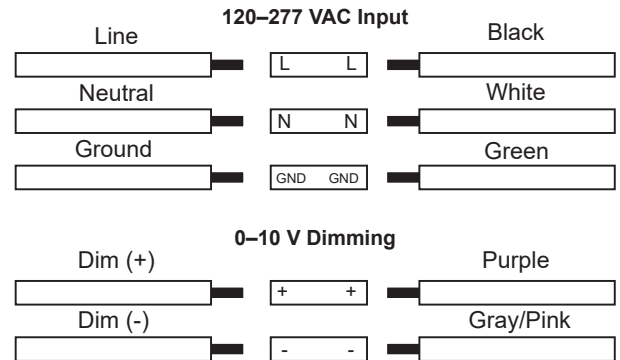 120–277 VAC Input
Line Black
L L
Neutral White
N N
Ground Green
GND GND
0–10 V Dimming
Dim (+) Purple
+ +
Dim (-) Gray/Pink
- -